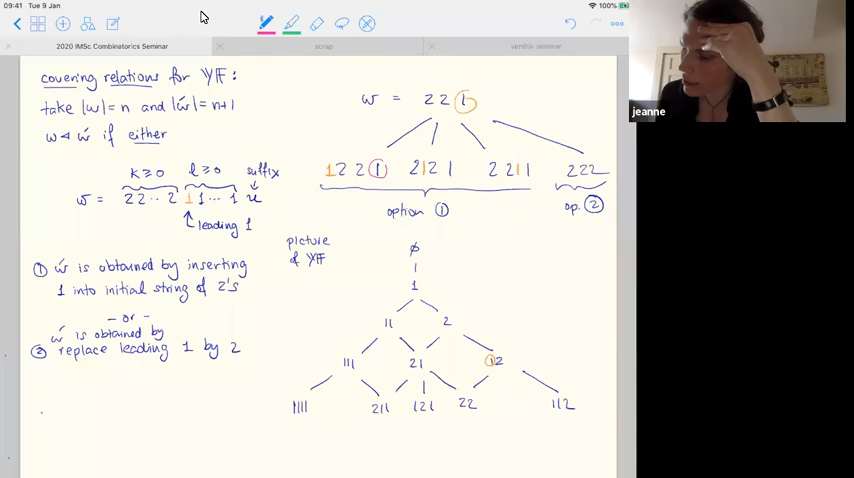 09:41 Tue 9 Jan
100%
2020 IMSc Combinatorics Seminar
scrap
vershik seminar
jeanne
covering relations for YF:
take |w| = n and |ẃ| = n+1
w ◁ ẃ if either
k≥0 l≥0 suffix
w = 2 2 ·· 2 1 1 ·· 1 u
leading 1
① ẃ is obtained by inserting
1 into initial string of 2's
– or –
ẃ is obtained by
② replace leading 1 by 2
w = 2 2 1
1 2 2 1 2 1 2 1 2 2 1 1 2 2 2
option ① op. ②
picture
of YF
∅
1
11 2
111 21 12
1111 211 121 22 112